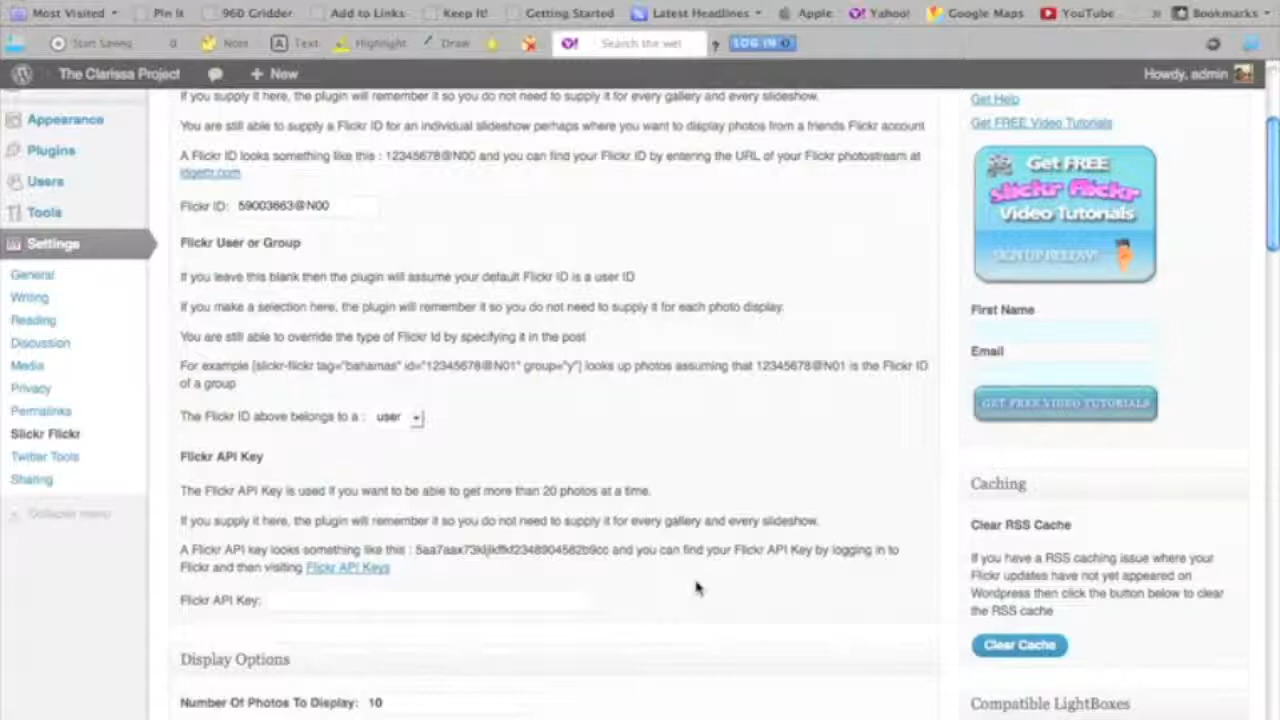 Most Visited
Pin It
960 Gridder
Add to Links
Keep It!
Getting Started
Latest Headlines
Apple
Yahoo!
Google Maps
YouTube
»
Bookmarks
Start Saving
0
Note
Text
Highlight
Draw
Search the wet
?
LOG IN
The Clarissa Project
+ New
Howdy, admin
Appearance
Plugins
Users
Tools
Settings
General
Writing
Reading
Discussion
Media
Privacy
Permalinks
Slickr Flickr
Twitter Tools
Sharing
Collapse menu
If you supply it here, the plugin will remember it so you do not need to supply it for every gallery and every slideshow.
You are still able to supply a Flickr ID for an individual slideshow perhaps where you want to display photos from a friends Flickr account
A Flickr ID looks something like this : 12345678@N00 and you can find your Flickr ID by entering the URL of your Flickr photostream at
idgettr.com
Flickr ID: 59003663@N00
Flickr User or Group
If you leave this blank then the plugin will assume your default Flickr ID is a user ID
If you make a selection here, the plugin will remember it so you do not need to supply it for each photo display.
You are still able to override the type of Flickr Id by specifying it in the post
For example [slickr-flickr tag="bahamas" id="12345678@N01" group="y"] looks up photos assuming that 12345678@N01 is the Flickr ID
of a group
The Flickr ID above belongs to a : user
Flickr API Key
The Flickr API Key is used if you want to be able to get more than 20 photos at a time.
If you supply it here, the plugin will remember it so you do not need to supply it for every gallery and every slideshow.
A Flickr API key looks something like this : and you can find your Flickr API Key by logging in to
Flickr and then visiting Flickr API Keys
Flickr API Key:
Display Options
Number Of Photos To Display: 10
Get Help
Get FREE Video Tutorials
Get FREE
slickr flickr
Video Tutorials
SIGN UP BELOW!
First Name
Email
GET FREE VIDEO TUTORIALS
Caching
Clear RSS Cache
If you have a RSS caching issue where your
Flickr updates have not yet appeared on
Wordpress then click the button below to clear
the RSS cache
Clear Cache
Compatible LightBoxes